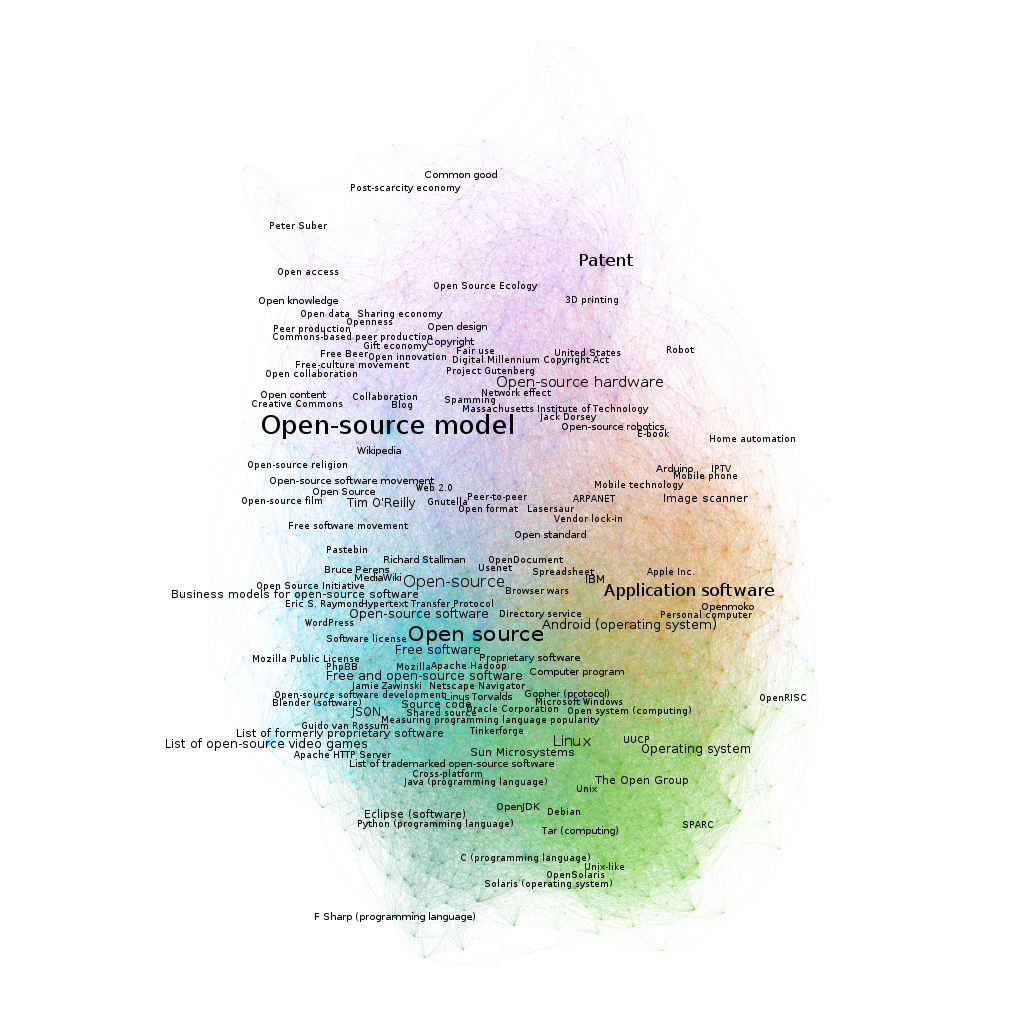 Common good
Post-scarcity economy
Peter Suber
Patent
Open access
Open Source Ecology
Open knowledge
3D printing
Open data
Sharing economy
Openness
Peer production
Open design
Commons-based peer production
Copyright
Gift economy
Fair use
Free Beer
Open innovation
United States
Robot
Digital Millennium Copyright Act
Free-culture movement
Project Gutenberg
Open collaboration
Open-source hardware
Open content
Network effect
Collaboration
Spamming
Creative Commons
Blog
Massachusetts Institute of Technology
Jack Dorsey
Open-source model
Open-source robotics
E-book
Home automation
Wikipedia
Open-source religion
Arduino
IPTV
Mobile phone
Open-source software movement
Mobile technology
Web 2.0
Open Source
Peer-to-peer
ARPANET
Image scanner
Open-source film
Tim O'Reilly
Gnutella
Open format
Lasersaur
Vendor lock-in
Free software movement
Open standard
Pastebin
Richard Stallman
OpenDocument
Usenet
Bruce Perens
Spreadsheet
Apple Inc.
MediaWiki
Open-source
IBM
Open Source Initiative
Browser wars
Application software
Business models for open-source software
Eric S. Raymond
Hypertext Transfer Protocol
Openmoko
Open-source software
Directory service
Personal computer
WordPress
Android (operating system)
Software license
Open source
Free software
Mozilla Public License
Proprietary software
PhpBB
Mozilla
Apache Hadoop
Computer program
Free and open-source software
Jamie Zawinski
Netscape Navigator
Open-source software development
Linus Torvalds
Gopher (protocol)
OpenRISC
Blender (software)
Source code
Microsoft Windows
JSON
Shared source
Oracle Corporation
Open system (computing)
Measuring programming language popularity
Guido van Rossum
Tinkerforge
List of formerly proprietary software
List of open-source video games
Linux
UUCP
Operating system
Apache HTTP Server
Sun Microsystems
List of trademarked open-source software
Cross-platform
Java (programming language)
The Open Group
Unix
OpenJDK
Eclipse (software)
Debian
Python (programming language)
Tar (computing)
SPARC
C (programming language)
Unix-like
OpenSolaris
Solaris (operating system)
F Sharp (programming language)